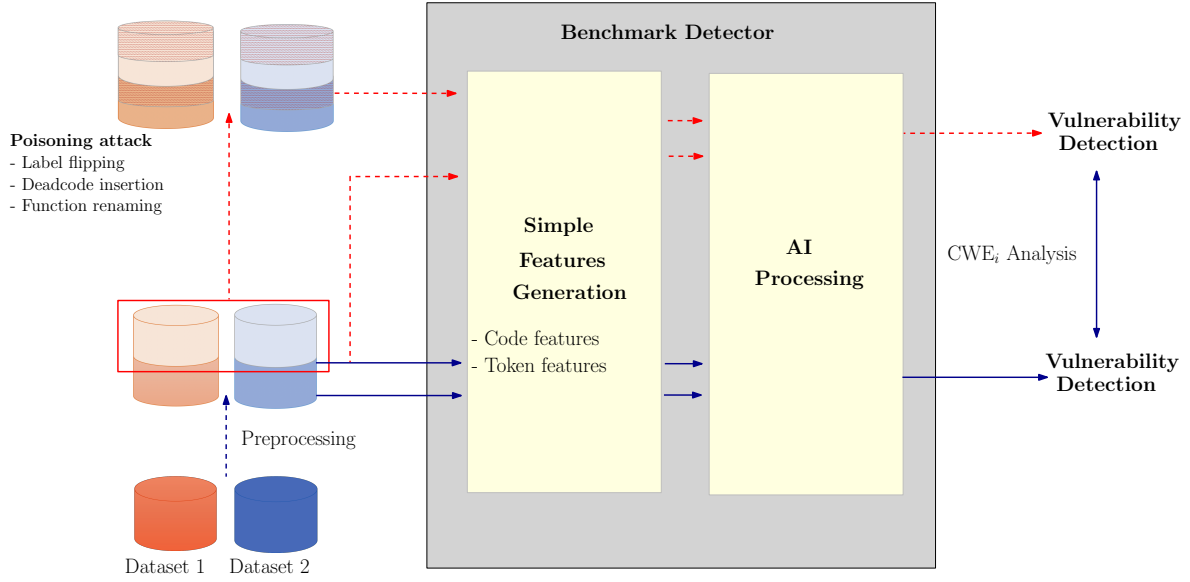 Benchmark Detector
Poisoning attack
- Label flipping
- Deadcode insertion
- Function renaming
Simple
Features
Generation
- Code features
- Token features
AI
Processing
Vulnerability
Detection
CWE_i Analysis
Vulnerability
Detection
Preprocessing
Dataset 1
Dataset 2